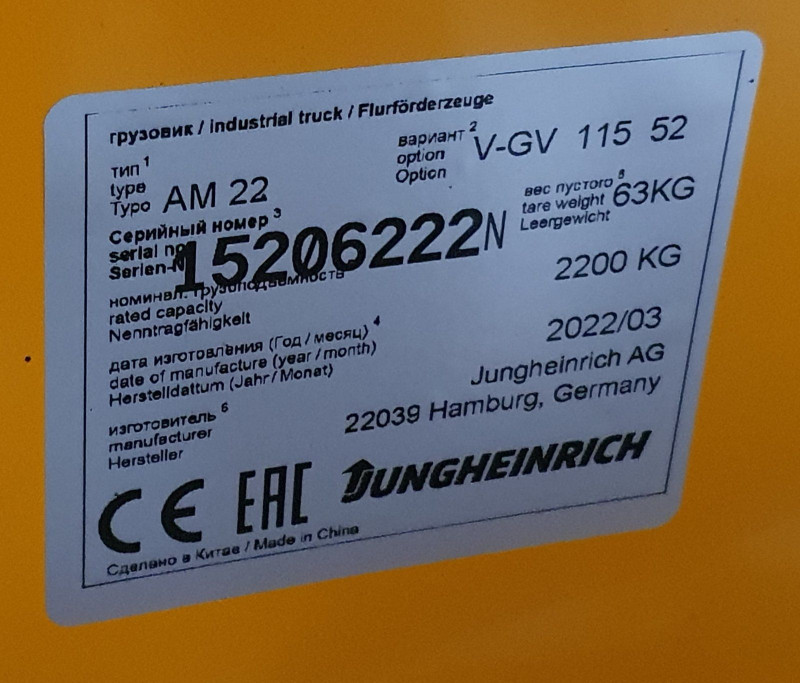 грузовик / industrial truck / Flurförderzeuge
тип 1
type
Typo AM 22
вариант 2
option
Option
V-GV 115 52
Серийный номер 3
serial no
Serien-N
15206222N
вес пустого 5
tare weight
Leergewicht
63KG
номинал. грузоподъёмность
rated capacity
Nenntragfähigkeit
2200 KG
дата изготовления (Год / месяц) 4
date of manufacture (year / month)
Herstelldatum (Jahr / Monat)
2022/03
изготовитель 6
manufacturer
Hersteller
Jungheinrich AG
22039 Hamburg, Germany
CE EAC JUNGHEINRICH
Сделано в Китае / Made in China